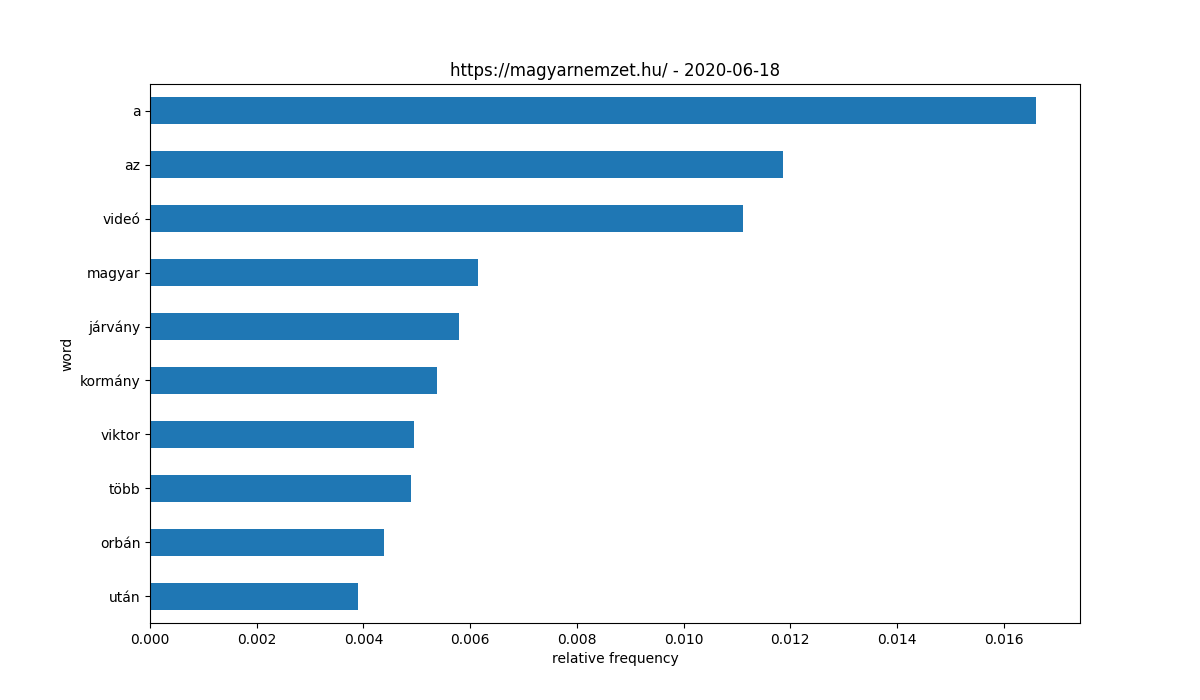 https://magyarnemzet.hu/ - 2020-06-18
a
az
videó
magyar
járvány
kormány
viktor
több
orbán
után
word
0.000 0.002 0.004 0.006 0.008 0.010 0.012 0.014 0.016
relative frequency